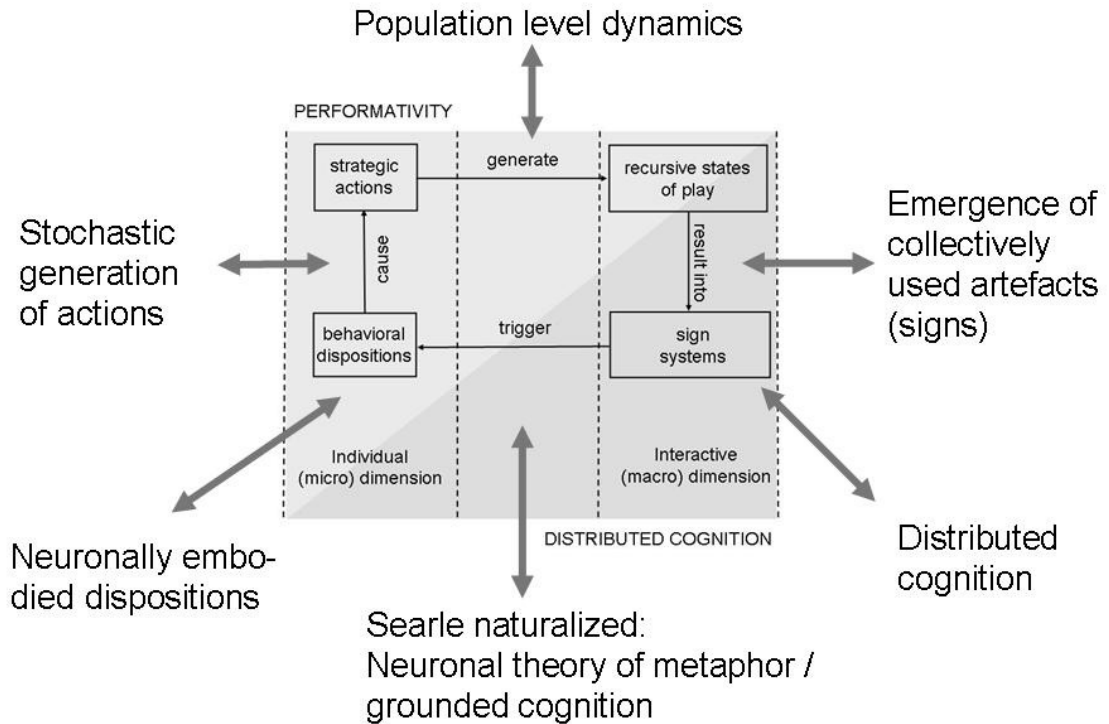 Population level dynamics
PERFORMATIVITY
strategic
actions
generate
recursive states
of play
Stochastic
generation
of actions
cause
result into
Emergence of
collectively
used artefacts
(signs)
behavioral
dispositions
trigger
sign
systems
Individual
(micro) dimension
Interactive
(macro) dimension
DISTRIBUTED COGNITION
Neuronally embo-
died dispositions
Distributed
cognition
Searle naturalized:
Neuronal theory of metaphor /
grounded cognition